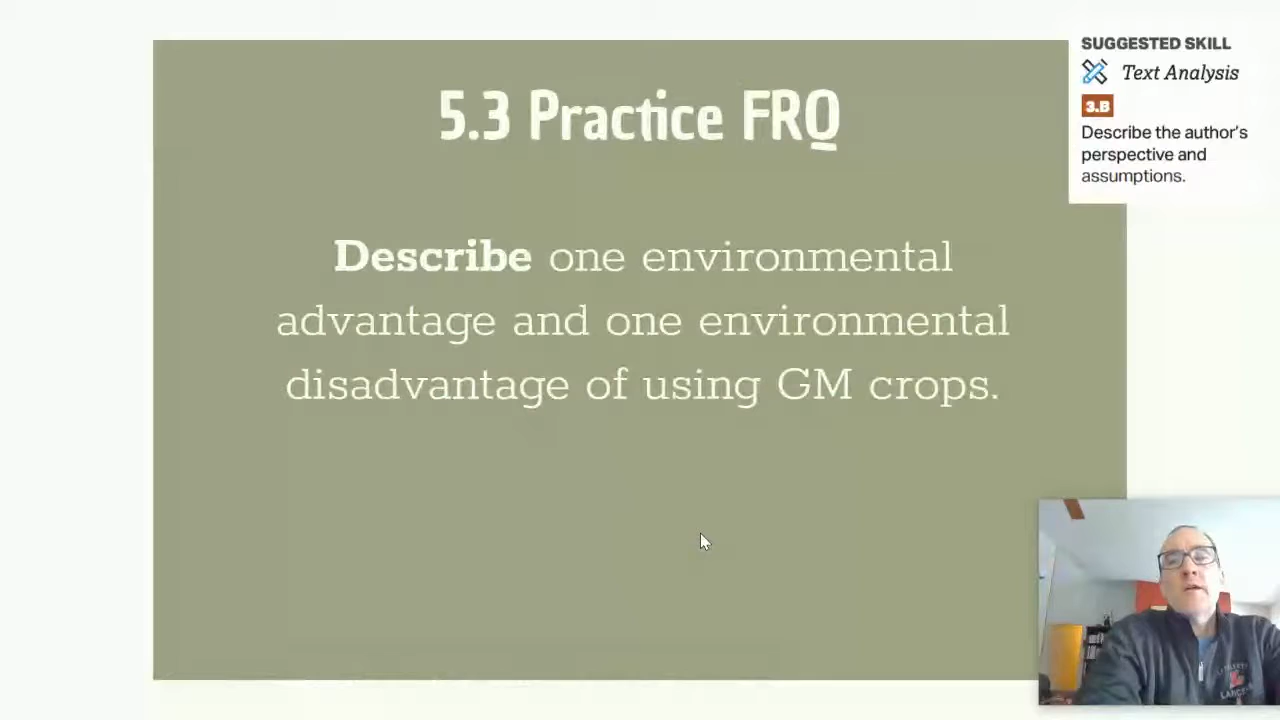 5.3 Practice FRQ
Describe one environmental
advantage and one environmental
disadvantage of using GM crops.
SUGGESTED SKILL
Text Analysis
3.B
Describe the author's
perspective and
assumptions.